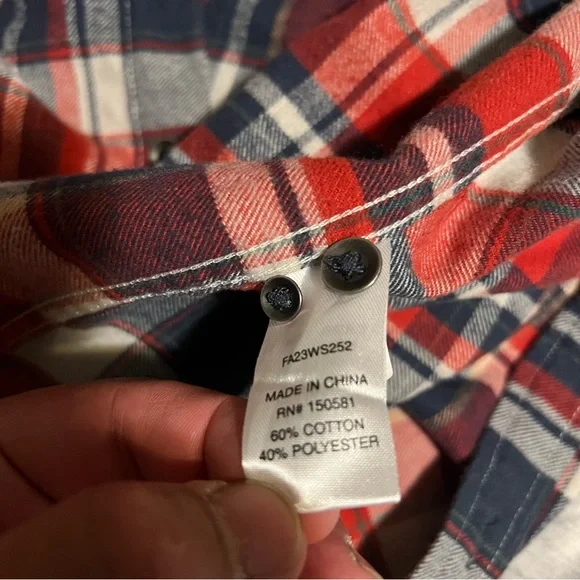 FA23WS252
MADE IN CHINA
RN# 150581
60% COTTON
40% POLYESTER